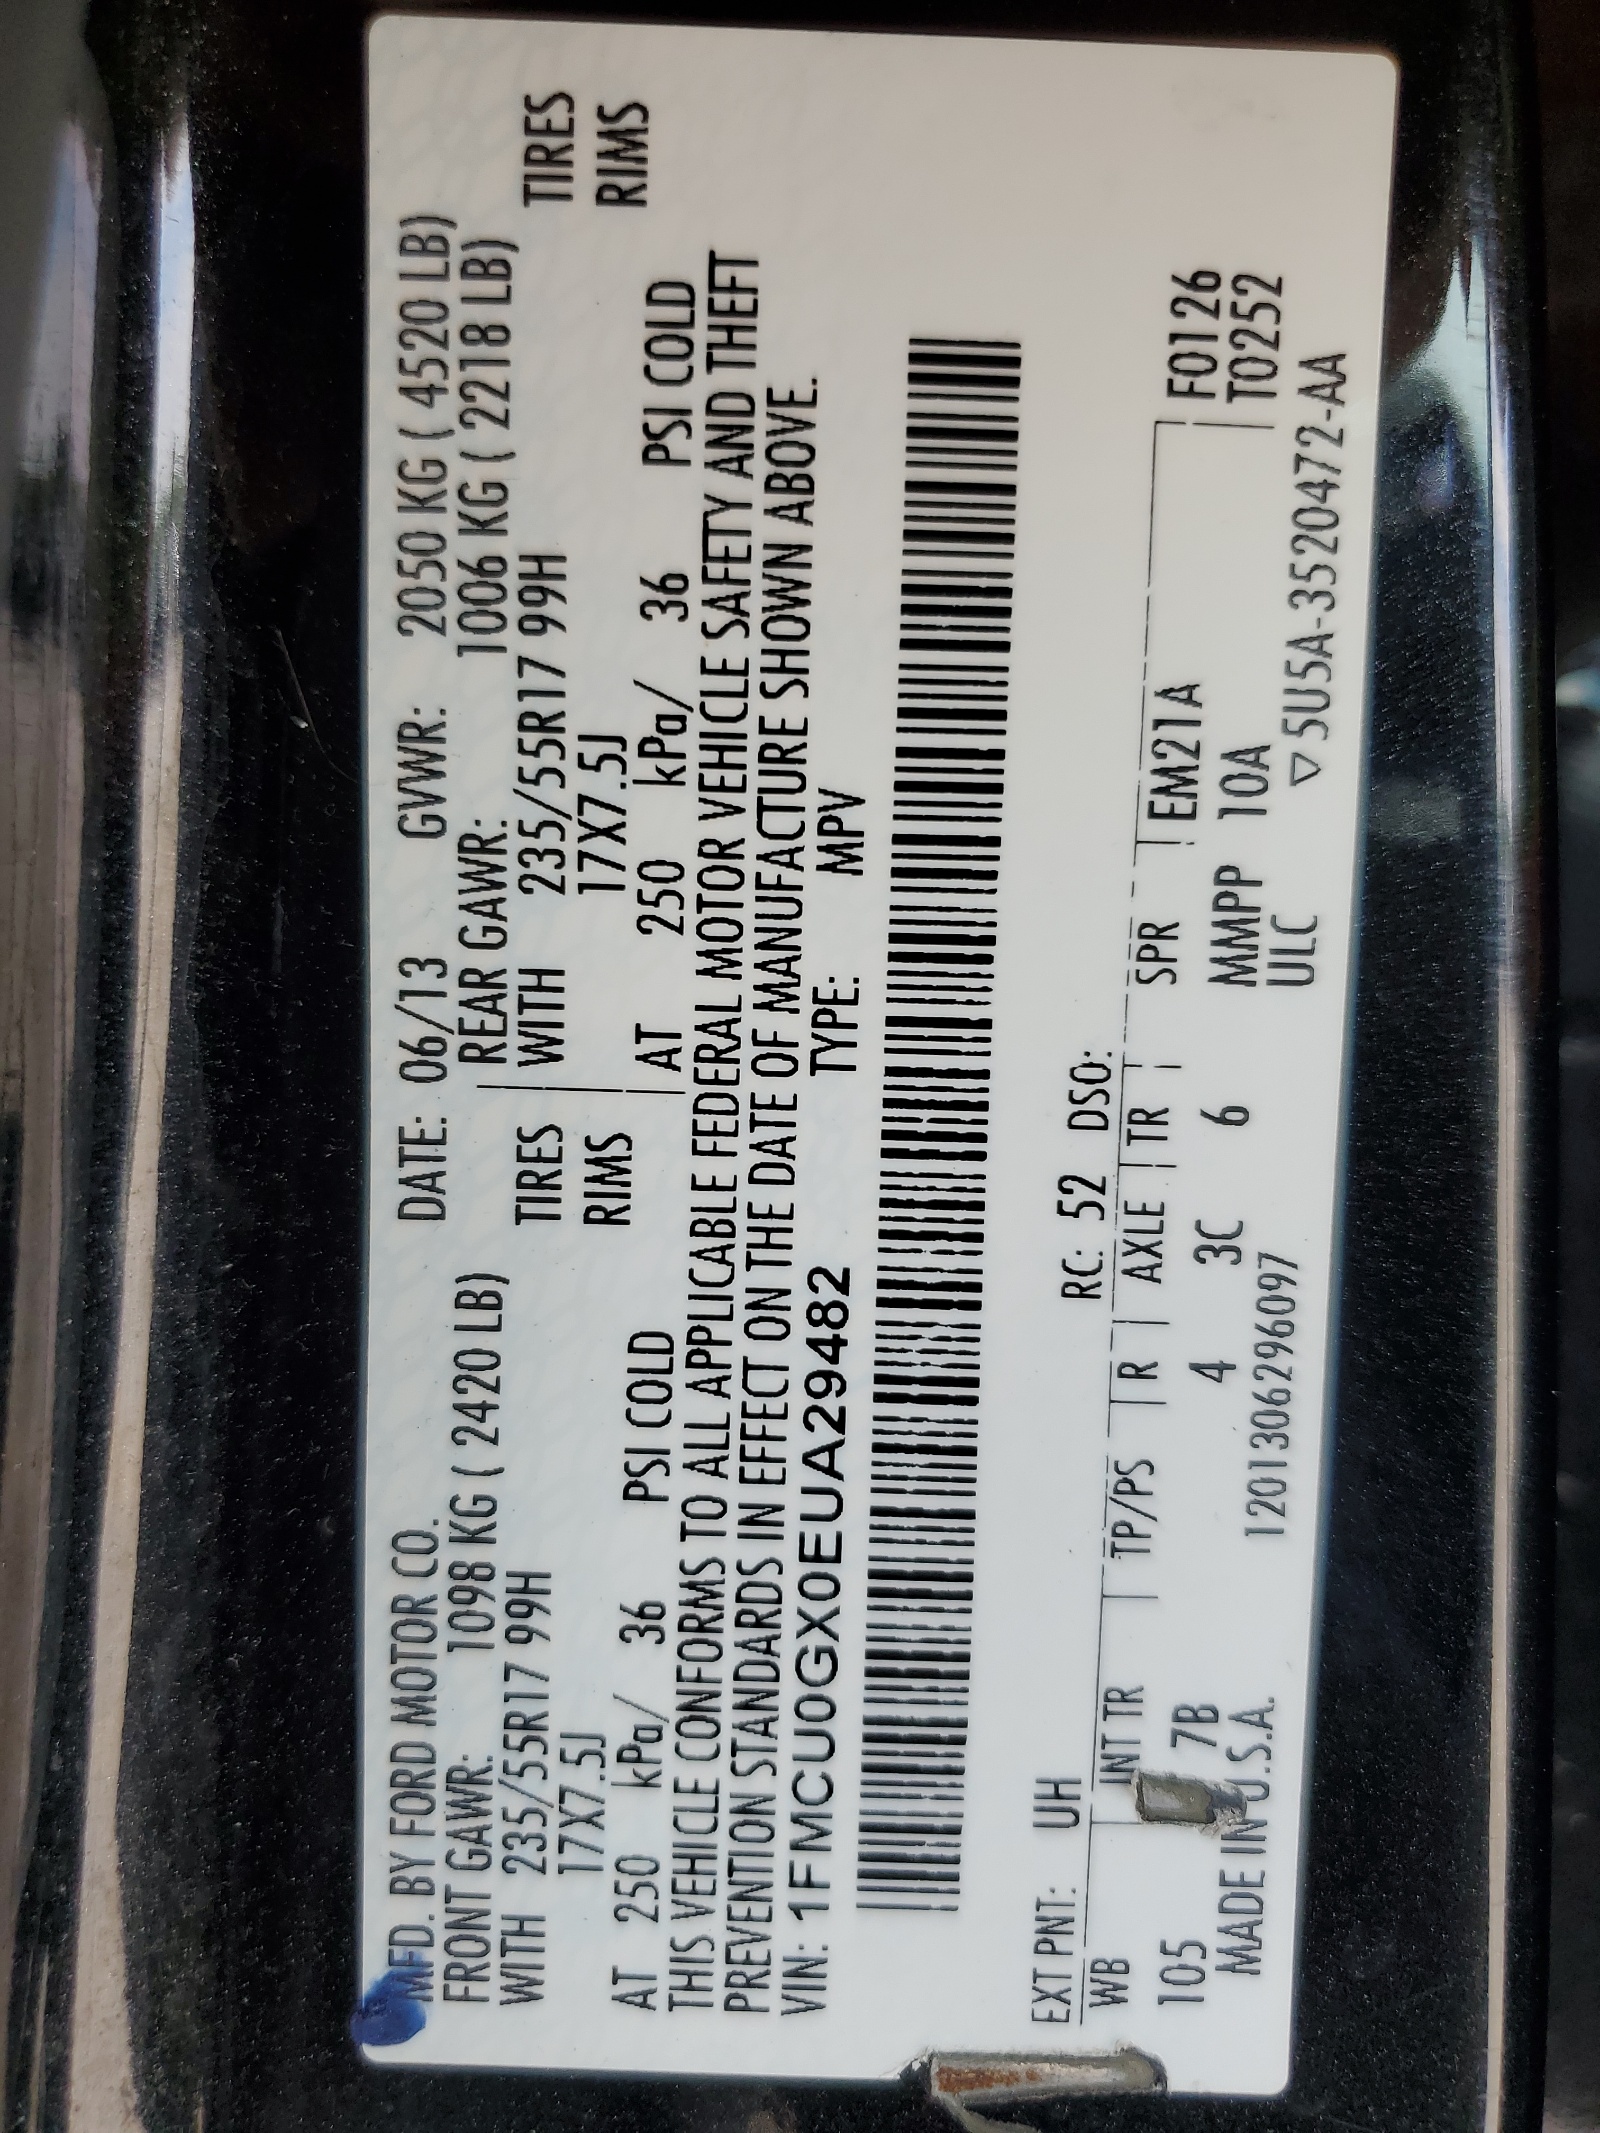 MFD. BY FORD MOTOR CO. DATE: 06/13 GVWR: 2050 KG ( 4520 LB)
FRONT GAWR: 1098 KG ( 2420 LB) REAR GAWR: 1006 KG ( 2218 LB)
WITH 235/55R17 99H TIRES WITH 235/55R17 99H TIRES
17X7.5J RIMS 17X7.5J RIMS
AT 250 kPa/ 36 PSI COLD AT 250 kPa/ 36 PSI COLD
THIS VEHICLE CONFORMS TO ALL APPLICABLE FEDERAL MOTOR VEHICLE SAFETY AND THEFT
PREVENTION STANDARDS IN EFFECT ON THE DATE OF MANUFACTURE SHOWN ABOVE.
VIN: 1FMCU0GX0EUA29482 TYPE: MPV
EXT PNT: UH RC: 52 DSO:
WB INT TR TP/PS R AXLE TR SPR EM21A F0126
105 7B 4 3C 6 MMPP 10A T0252
MADE IN U.S.A. 1201306296097 ULC ▽5U5A-3520472-AA